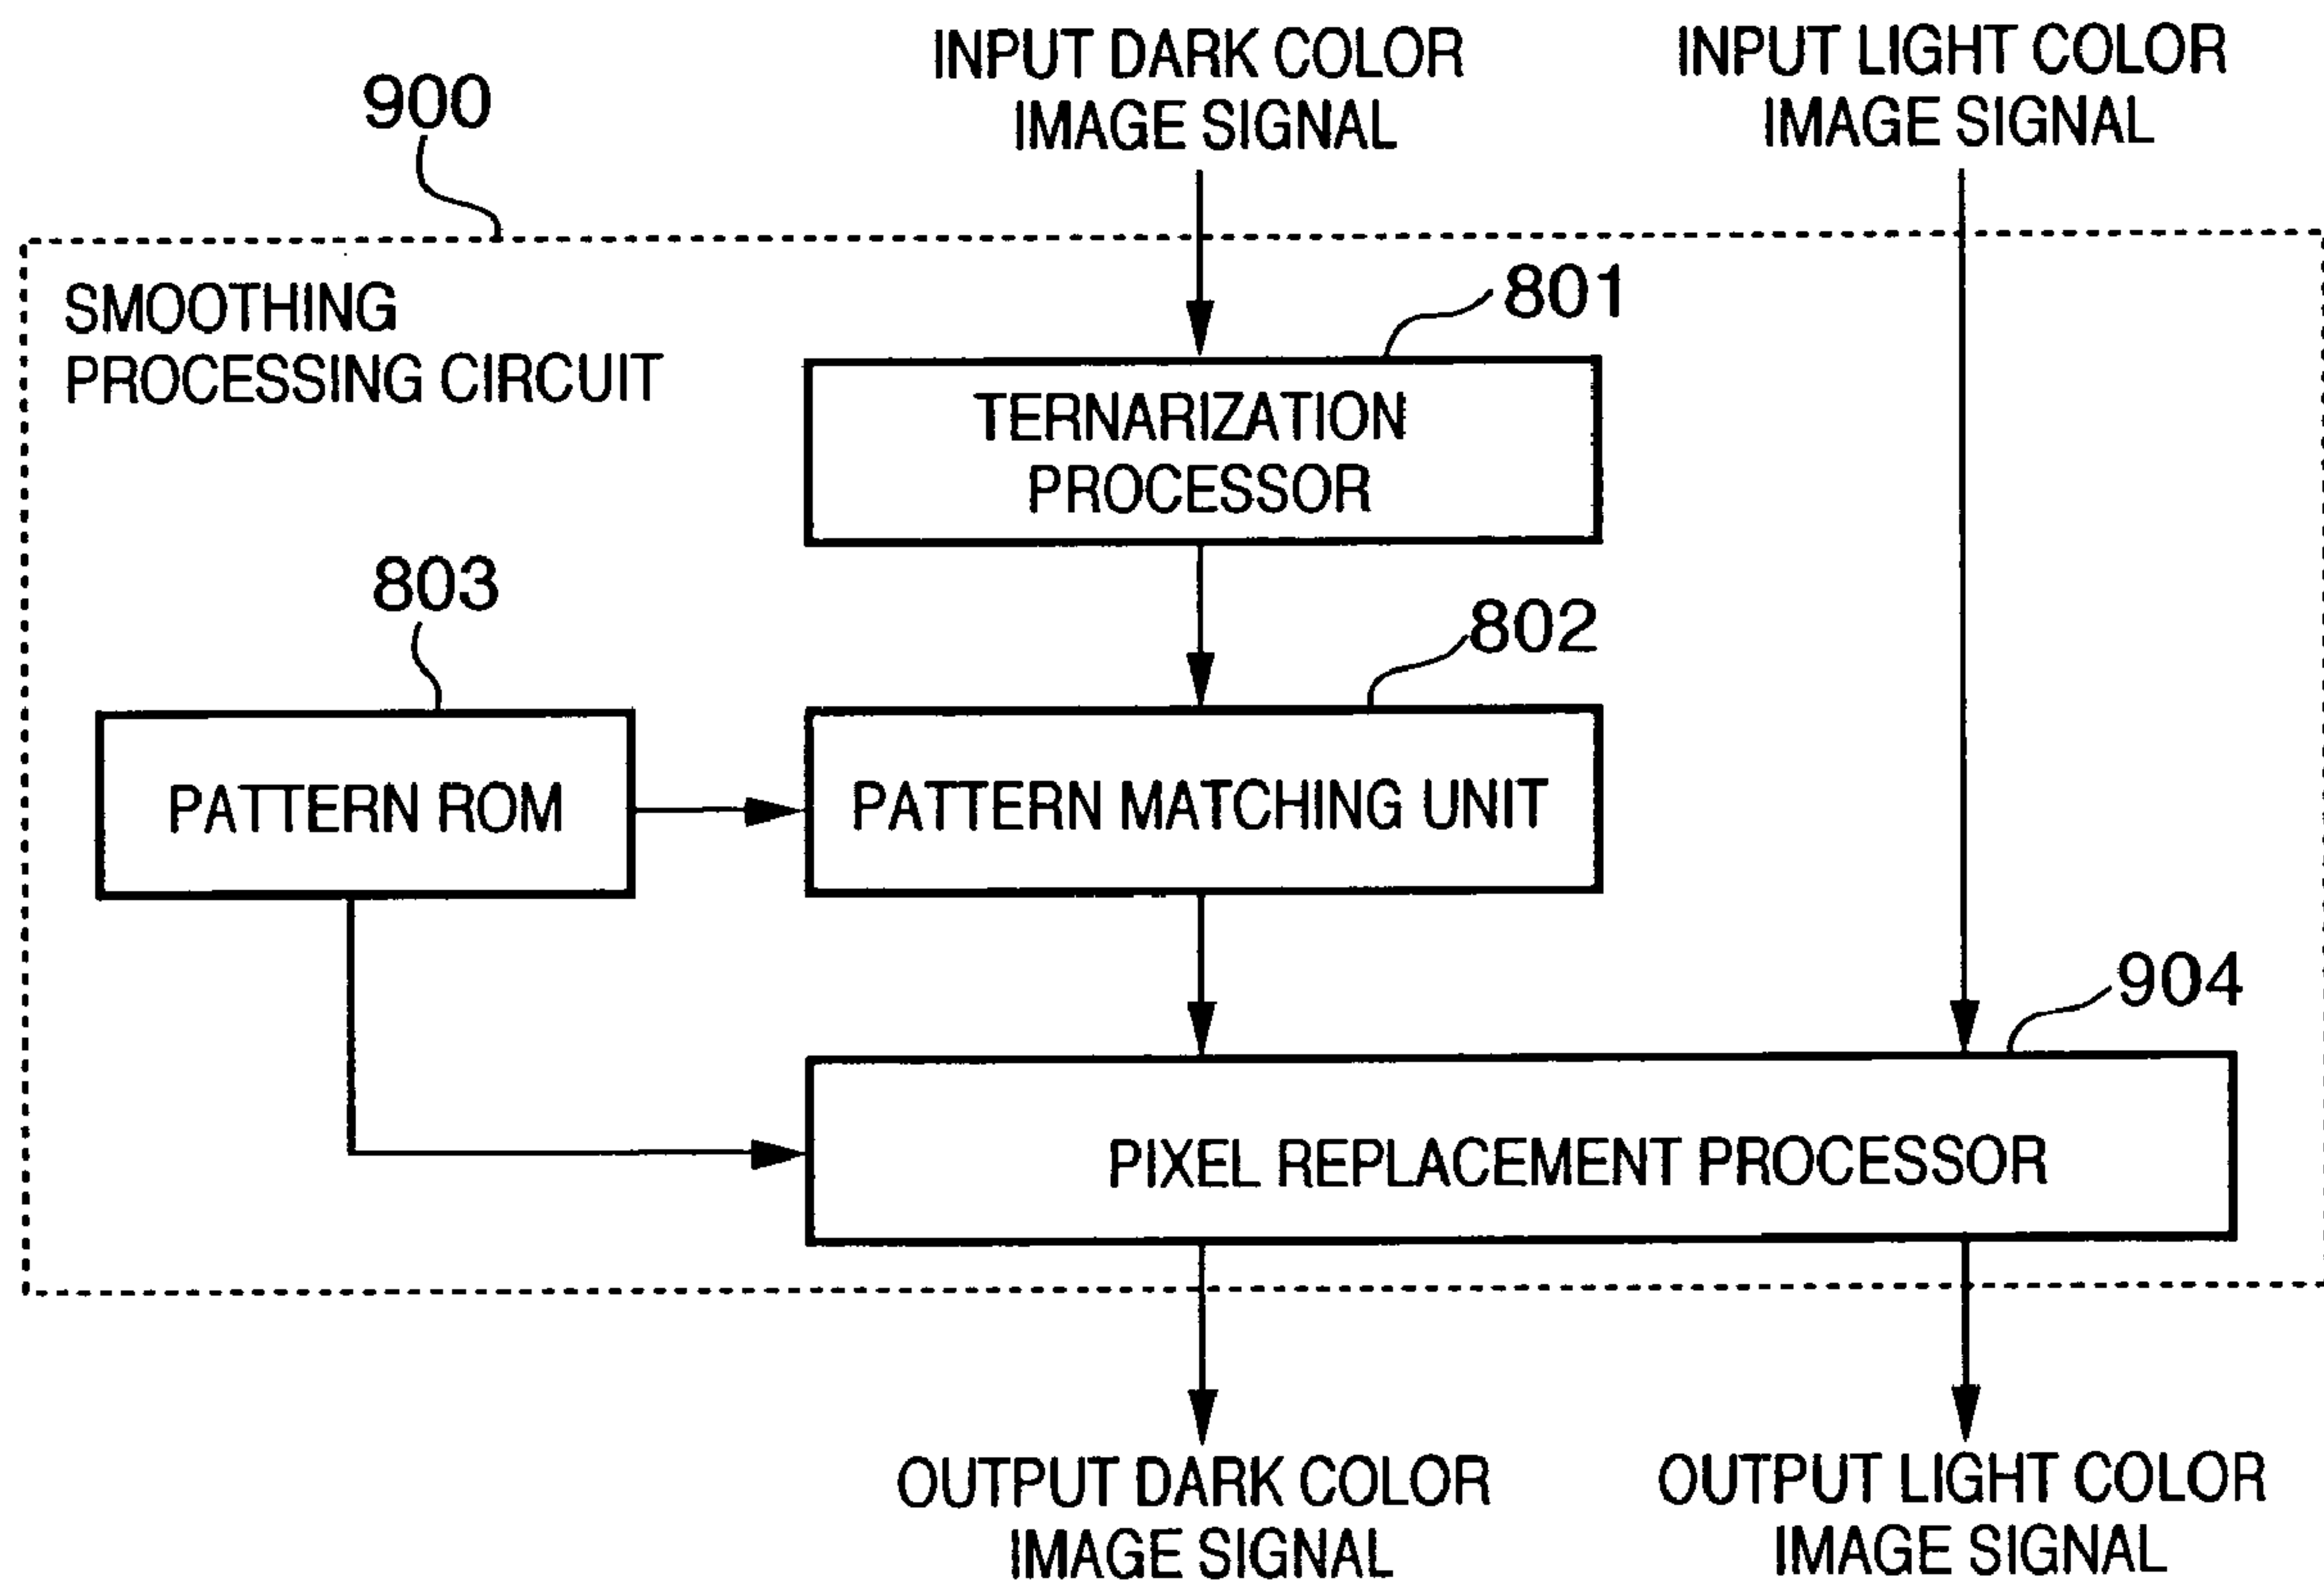 INPUT DARK COLOR
IMAGE SIGNAL
INPUT LIGHT COLOR
IMAGE SIGNAL
900
SMOOTHING
PROCESSING CIRCUIT
801
TERNARIZATION
PROCESSOR
803
802
PATTERN ROM
PATTERN MATCHING UNIT
904
PIXEL REPLACEMENT PROCESSOR
OUTPUT DARK COLOR
IMAGE SIGNAL
OUTPUT LIGHT COLOR
IMAGE SIGNAL